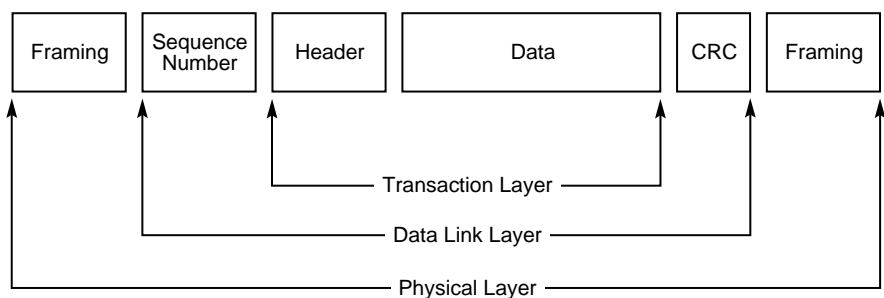 Framing
Sequence
Number
Header
Data
CRC
Framing
Transaction Layer
Data Link Layer
Physical Layer